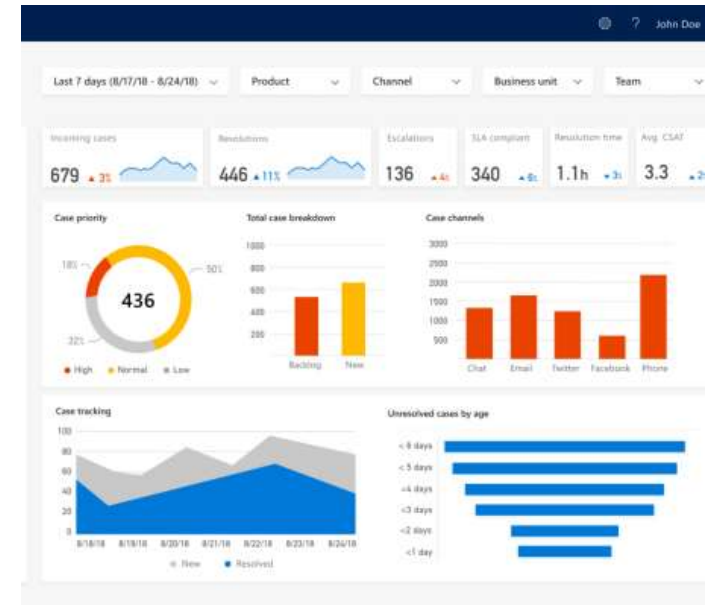 ? John Doe
Last 7 days (8/17/18 - 8/24/18) Product Channel Business unit Team
Incoming cases Resolutions Escalations SLA compliant Resolution time Avg. CSAT
679 ▲ 3% 446 ▲ 11% 136 ▲ 340 ▲ 1.1h ▼ 3.3 ▲
Case priority Total case breakdown Case channels
18% 50%
436
High Normal Low
1000
800
600
400
200
Backlog New
3000
2500
2000
1500
1000
500
Chat Email Twitter Facebook Phone
Case tracking
100
80
60
40
20
0
8/18/18 8/19/18 8/20/18 8/21/18 8/22/18 8/23/18 8/24/18
New Resolved
Unresolved cases by age
< 5 days
<4 days
<3 days
<2 days
<1 day